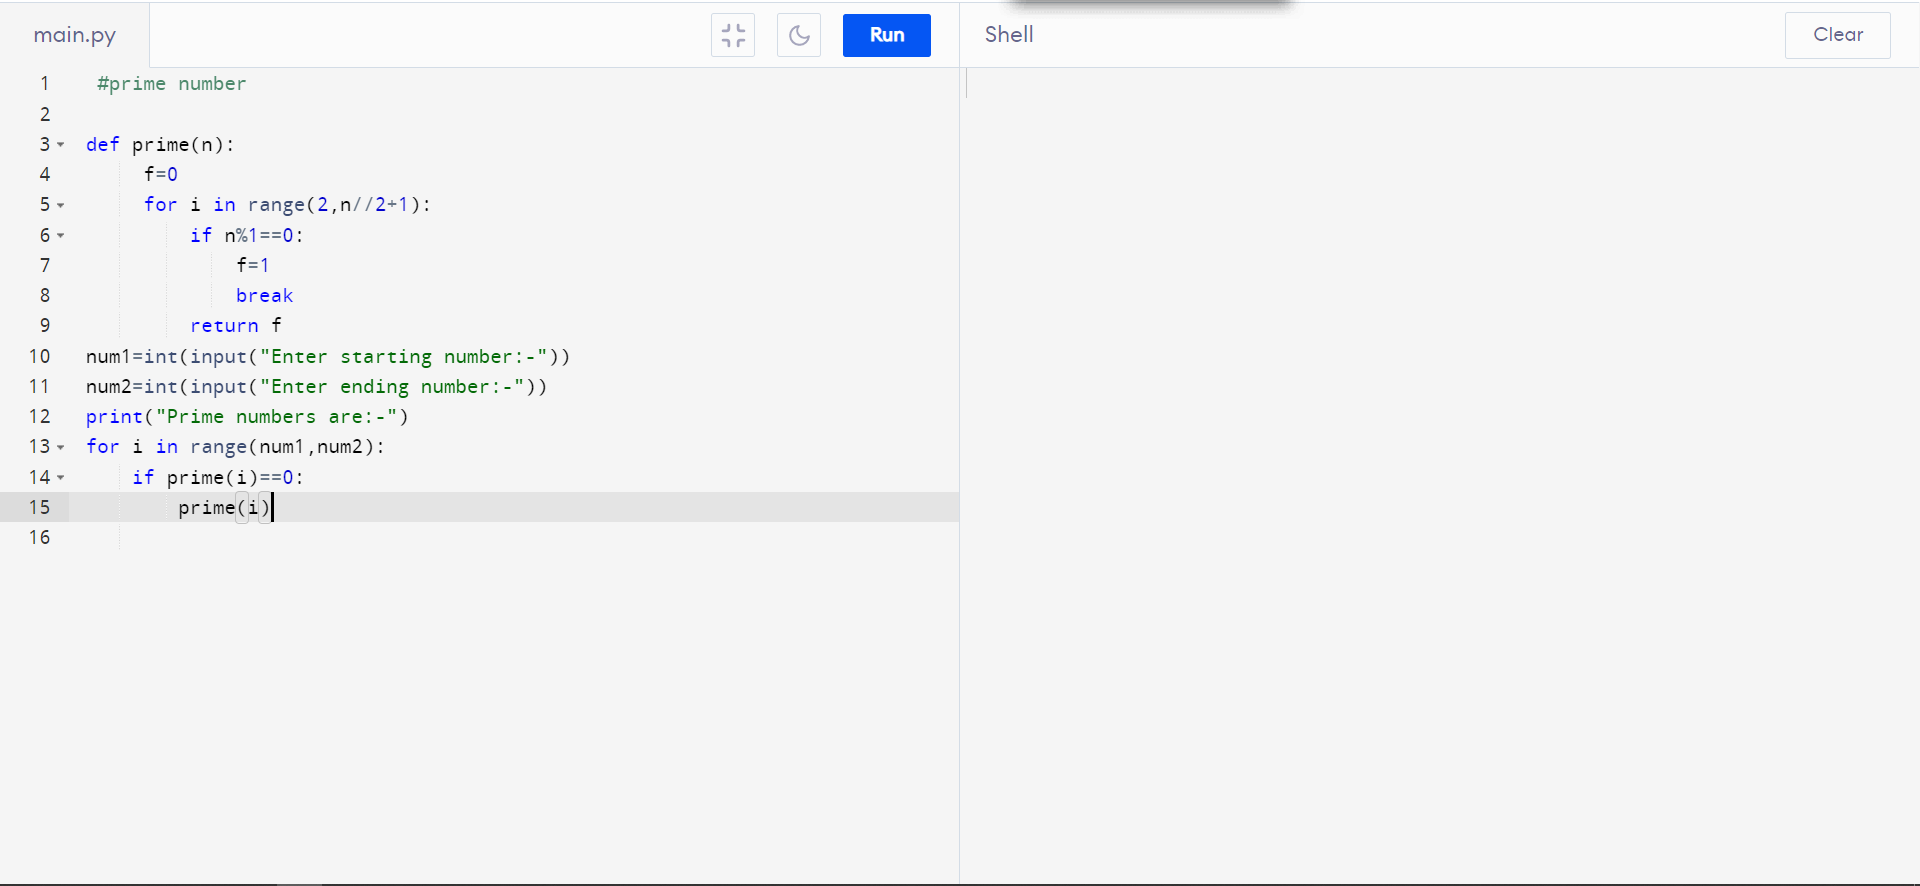 main.py
Run
Shell
Clear
1 #prime number
2
3 def prime(n):
4 f=0
5 for i in range(2,n//2+1):
6 if n%1==0:
7 f=1
8 break
9 return f
10 num1=int(input("Enter starting number:-"))
11 num2=int(input("Enter ending number:-"))
12 print("Prime numbers are:-")
13 for i in range(num1,num2):
14 if prime(i)==0:
15 prime(i)
16